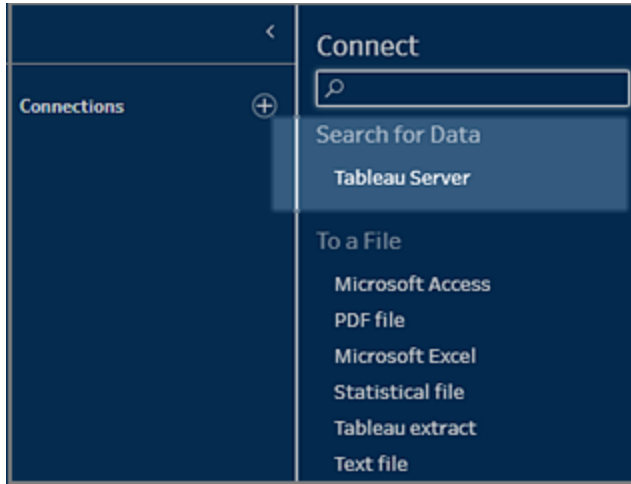 Connect
Connections
Search for Data
Tableau Server
To a File
Microsoft Access
PDF file
Microsoft Excel
Statistical file
Tableau extract
Text file